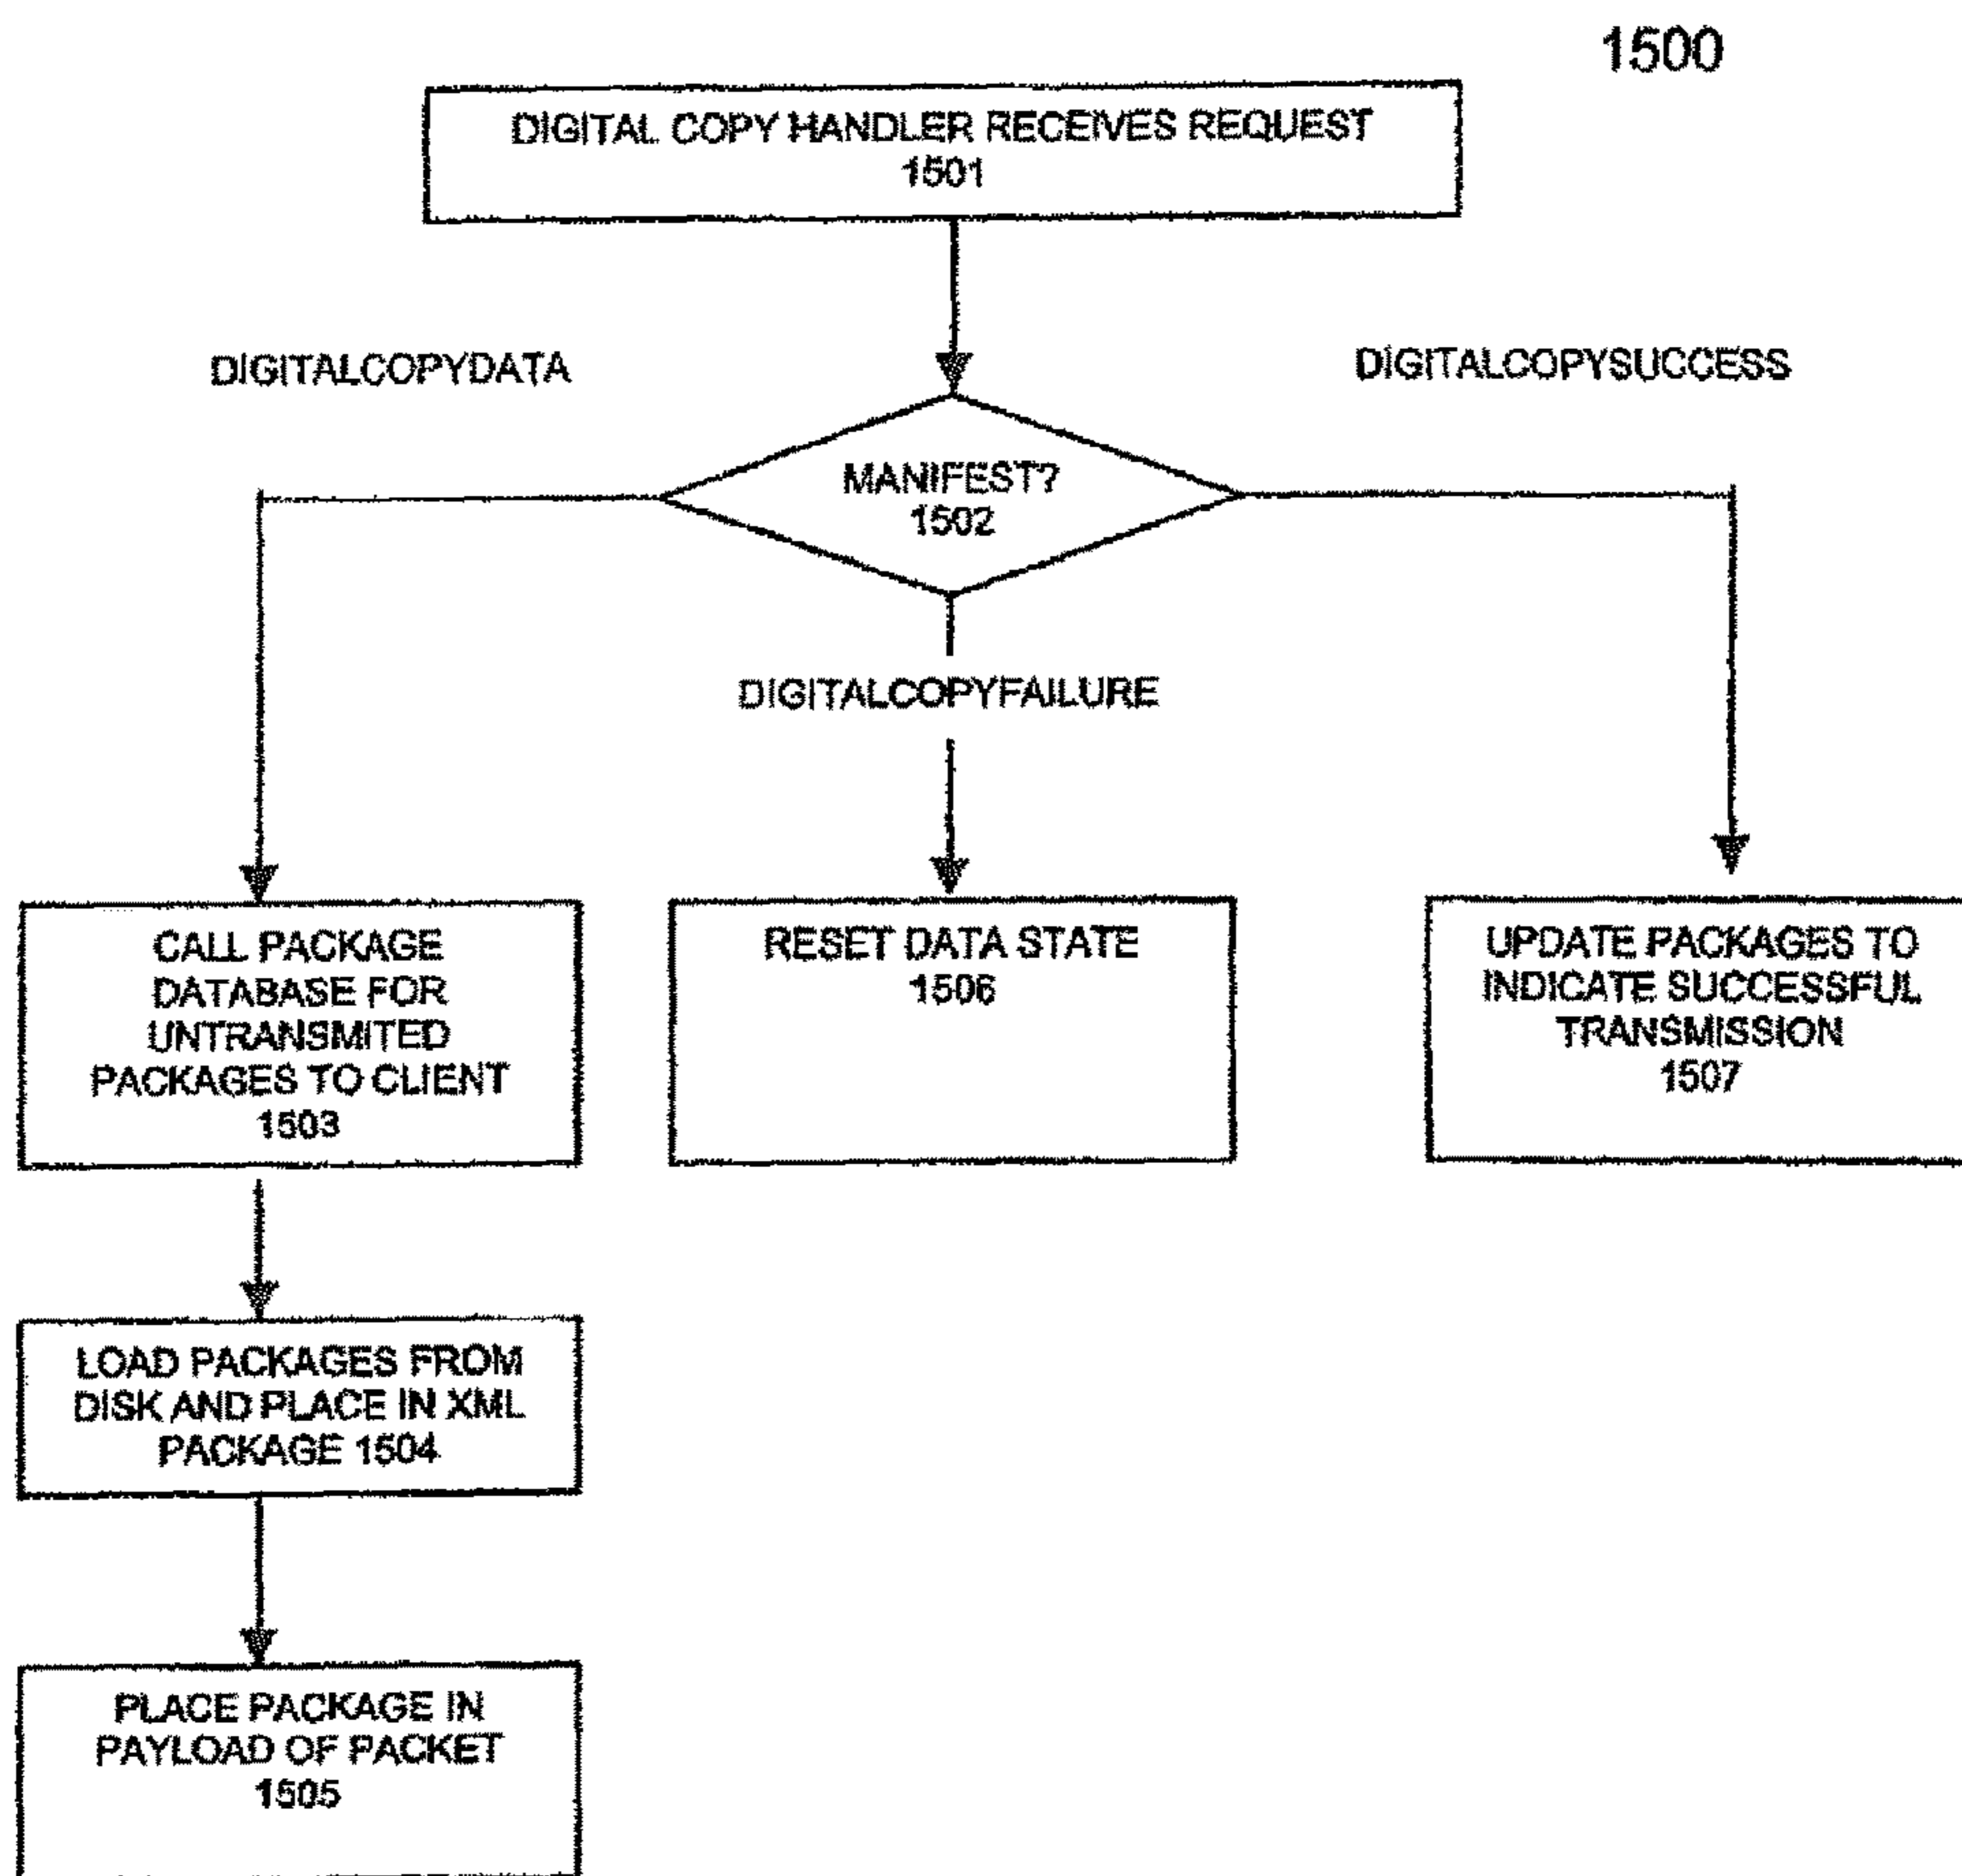 1500
DIGITAL COPY HANDLER RECEIVES REQUEST
1501
DIGITALCOPYDATA
DIGITALCOPYSUCCESS
MANIFEST?
1502
DIGITALCOPYFAILURE
CALL PACKAGE
DATABASE FOR
UNTRANSMITED
PACKAGES TO CLIENT
1503
RESET DATA STATE
1506
UPDATE PACKAGES TO
INDICATE SUCCESSFUL
TRANSMISSION
1507
LOAD PACKAGES FROM
DISK AND PLACE IN XML
PACKAGE 1504
PLACE PACKAGE IN
PAYLOAD OF PACKET
1505